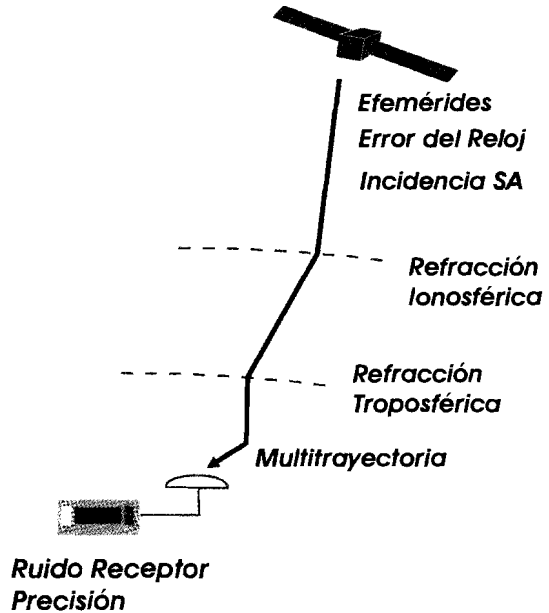 Efemérides
Error del Reloj
Incidencia SA
Refracción
Ionosférica
Refracción
Troposférica
Multitrayectoria
Ruido Receptor
Precisión